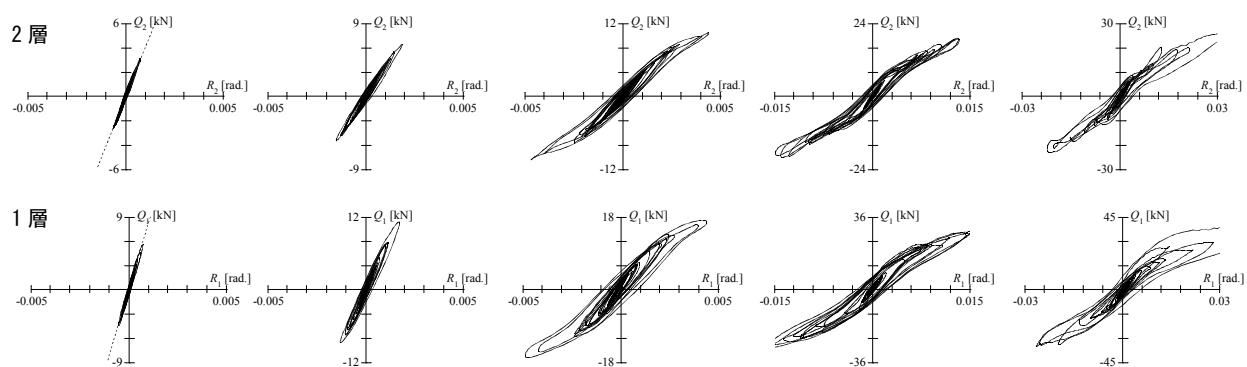 2 層
6 Q2 [kN]
R2 [rad.]
-0.005 0.005
-6
9 Q2 [kN]
R2 [rad.]
-0.005 0.005
-9
12 Q2 [kN]
R2 [rad.]
-0.005 0.005
-12
24 Q2 [kN]
R2 [rad.]
-0.015 0.015
-24
30 Q2 [kN]
R2 [rad.]
-0.03 0.03
-30
1 層
9 Q1 [kN]
R1 [rad.]
-0.005 0.005
-9
12 Q1 [kN]
R1 [rad.]
-0.005 0.005
-12
18 Q1 [kN]
R1 [rad.]
-0.005 0.005
-18
36 Q1 [kN]
R1 [rad.]
-0.015 0.015
-36
45 Q1 [kN]
R1 [rad.]
-0.03 0.03
-45